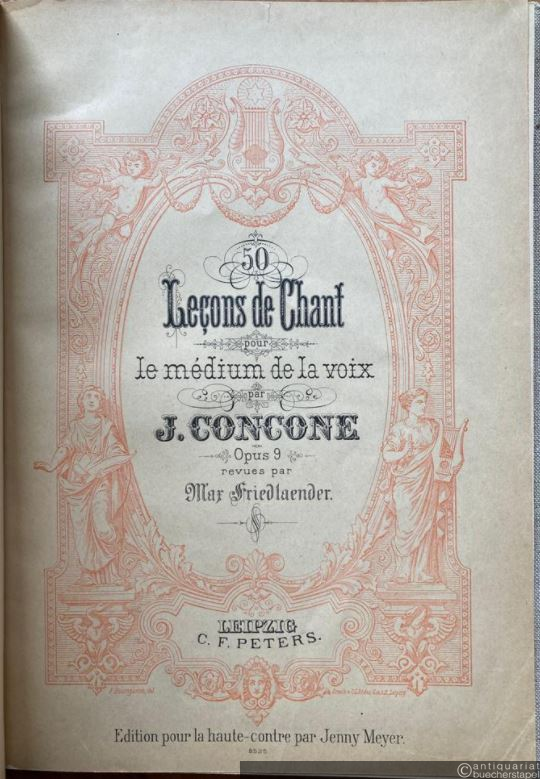 50
Leçons de Chant
pour
le médium de la voix
par
J. CONCONE
Opus 9
revues par
Max Friedlaender.
LEIPZIG
C. F. PETERS.
Edition pour la haute-contre par Jenny Meyer.
8535
©antiquariat
buecherstapel